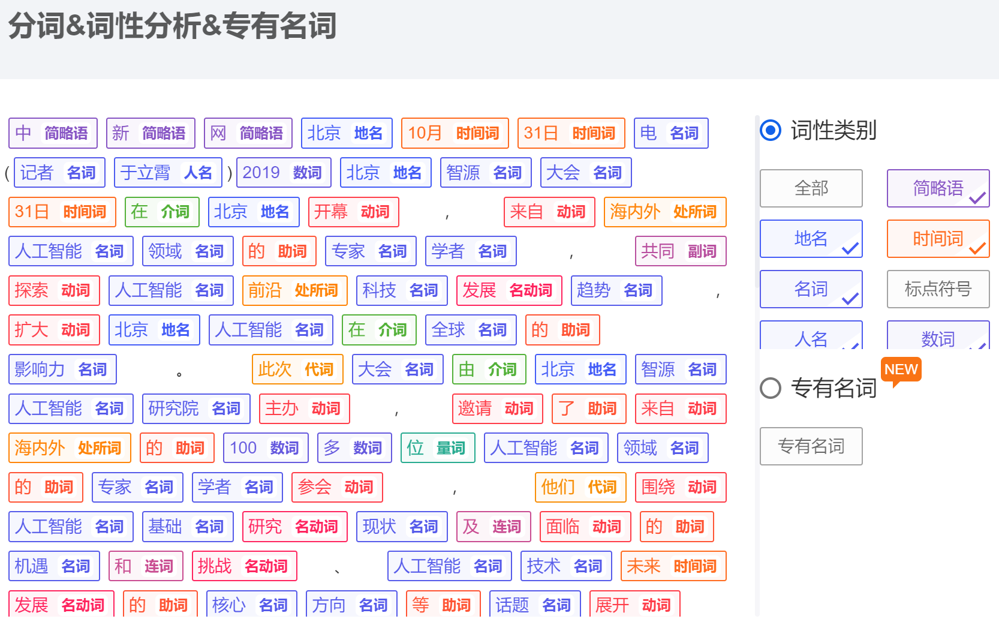 分词&词性分析&专有名词
中 简略语 新 简略语 网 简略语 北京 地名 10月 时间词 31日 时间词 电 名词
( 记者 名词 于立霄 人名 ) 2019 数词 北京 地名 智源 名词 大会 名词
31日 时间词 在 介词 北京 地名 开幕 动词 , 来自 动词 海内外 处所词
人工智能 名词 领域 名词 的 助词 专家 名词 学者 名词 , 共同 副词
探索 动词 人工智能 名词 前沿 处所词 科技 名词 发展 名动词 趋势 名词 ,
扩大 动词 北京 地名 人工智能 名词 在 介词 全球 名词 的 助词
影响力 名词 。 此次 代词 大会 名词 由 介词 北京 地名 智源 名词
人工智能 名词 研究院 名词 主办 动词 , 邀请 动词 了 助词 来自 动词
海内外 处所词 的 助词 100 数词 多 数词 位 量词 人工智能 名词 领域 名词
的 助词 专家 名词 学者 名词 参会 动词 , 他们 代词 围绕 动词
人工智能 名词 基础 名词 研究 名动词 现状 名词 及 连词 面临 动词 的 助词
机遇 名词 和 连词 挑战 名动词 、 人工智能 名词 技术 名词 未来 时间词
发展 名动词 的 助词 核心 名词 方向 名词 等 助词 话题 名词 展开 动词
词性类别
全部 简略语
地名 时间词
名词 标点符号
人名 数词
专有名词 NEW
专有名词